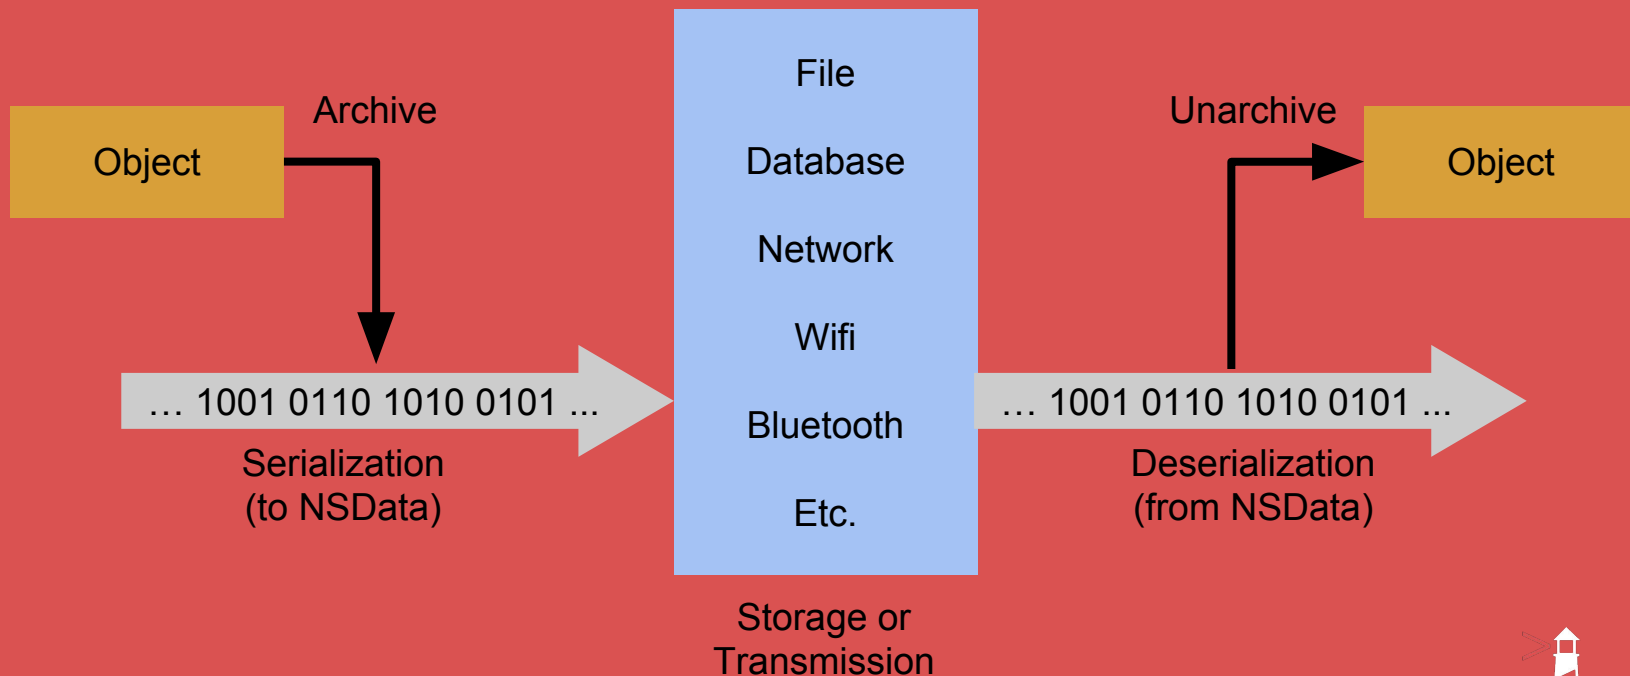 Object
Archive
… 1001 0110 1010 0101 ...
Serialization
(to NSData)
File
Database
Network
Wifi
Bluetooth
Etc.
Storage or
Transmission
Unarchive
Object
… 1001 0110 1010 0101 ...
Deserialization
(from NSData)